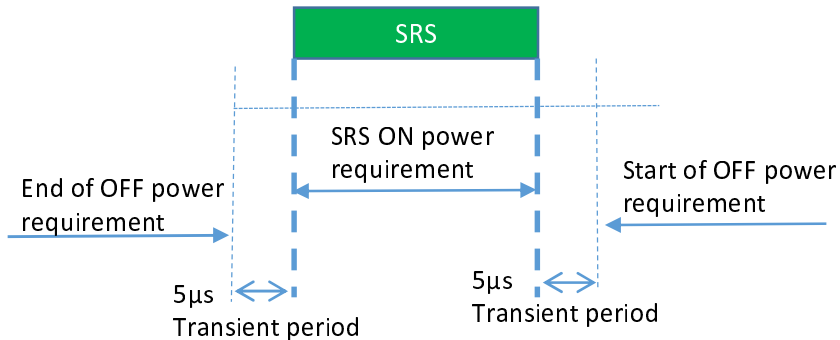 SRS
SRS ON power
requirement
End of OFF power
requirement
Start of OFF power
requirement
5µs
Transient period
5µs
Transient period